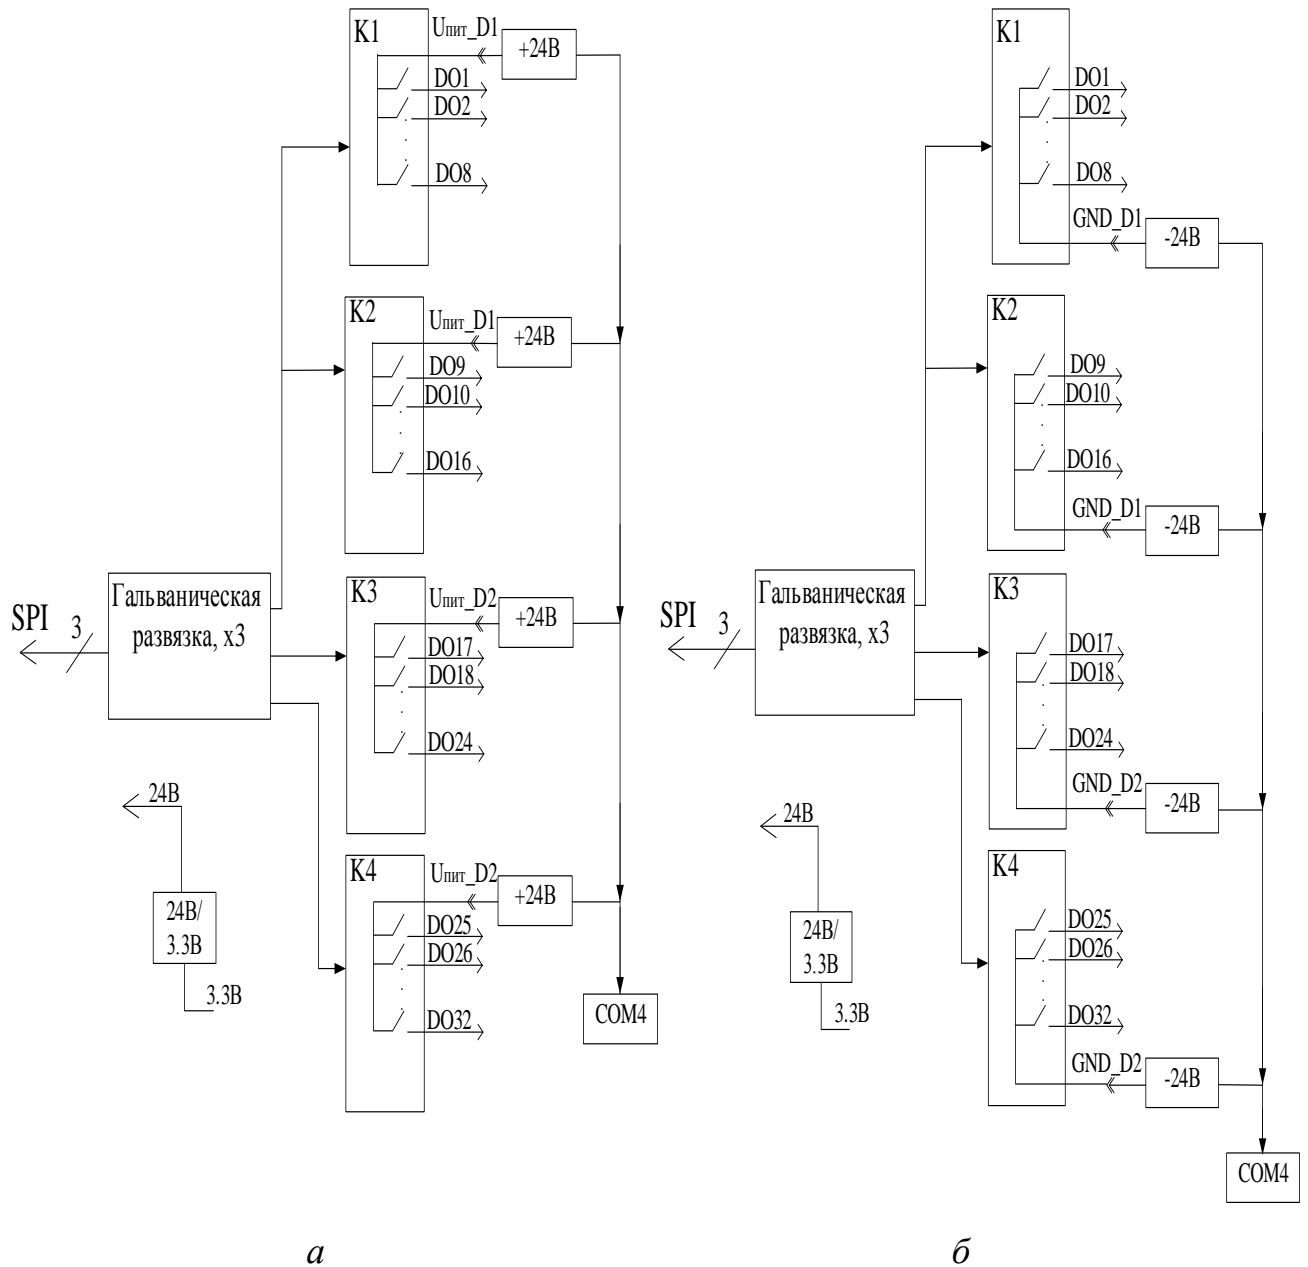 K1
Uпит_D1
+24В
DO1
DO2
DO8
K2
Uпит_D1
+24В
DO9
DO10
DO16
Гальваническая
развязка, x3
SPI
3
K3
Uпит_D2
+24В
DO17
DO18
DO24
24В
24В/
3.3В
3.3В
K4
Uпит_D2
+24В
DO25
DO26
DO32
COM4
а
K1
DO1
DO2
DO8
GND_D1
-24В
K2
DO9
DO10
DO16
GND_D1
-24В
Гальваническая
развязка, x3
SPI
3
K3
DO17
DO18
DO24
GND_D2
-24В
24В
24В/
3.3В
3.3В
K4
DO25
DO26
DO32
GND_D2
-24В
COM4
б